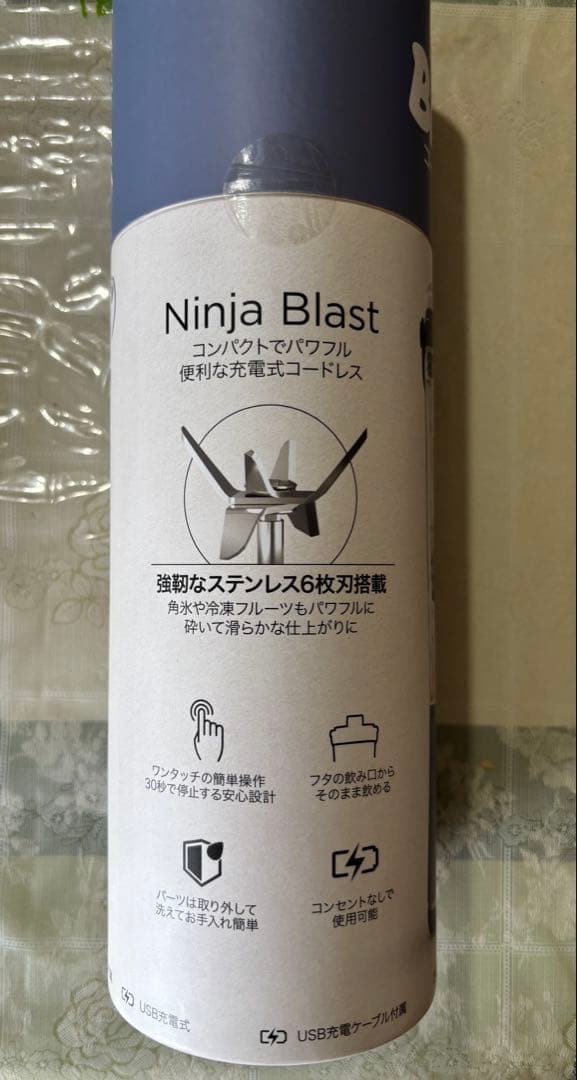 Ninja Blast
コンパクトでパワフル
便利な充電式コードレス
強靭なステンレス6枚刃搭載
角氷や冷凍フルーツもパワフルに
砕いて滑らかな仕上がりに
ワンタッチの簡単操作
30秒で停止する安心設計
フタの飲み口から
そのまま飲める
パーツは取り外して
洗えてお手入れ簡単
コンセントなしで
使用可能
USB充電式
USB充電ケーブル付属